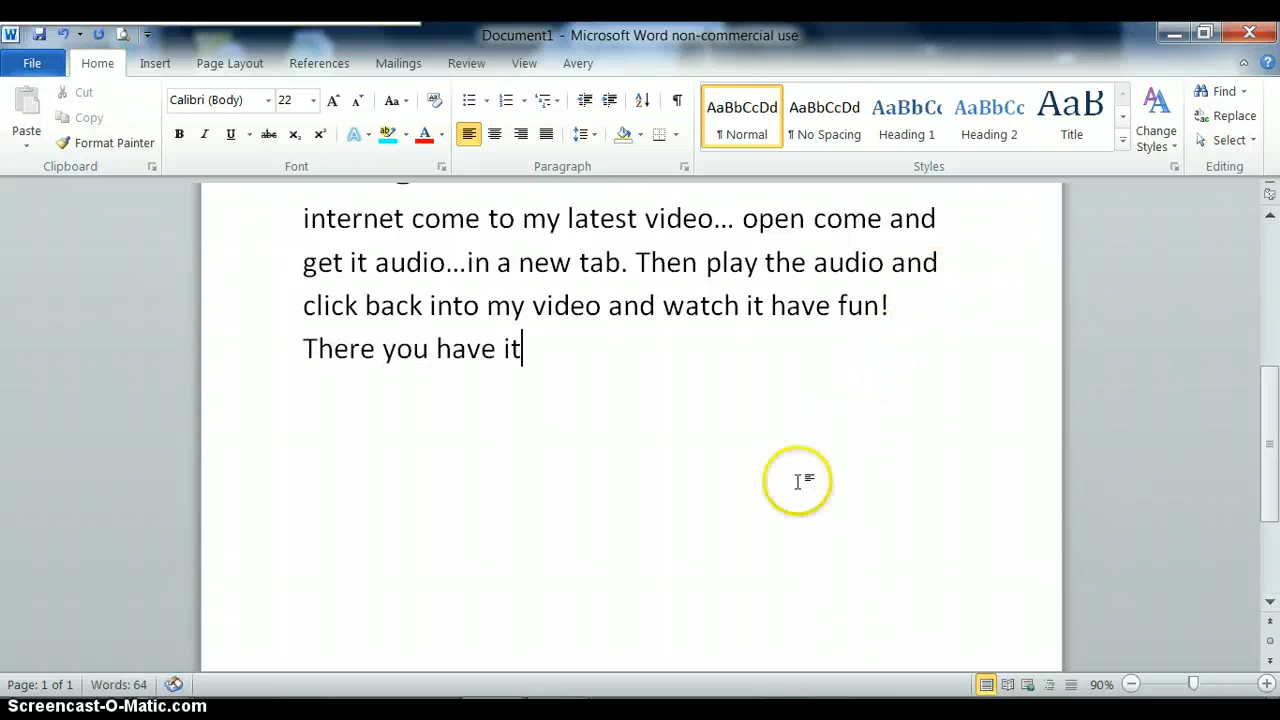 Document1 - Microsoft Word non-commercial use
File Home Insert Page Layout References Mailings Review View Avery
Paste
Cut
Copy
Format Painter
Clipboard
Calibri (Body) 22
Font
Paragraph
AaBbCcDd AaBbCcDd AaBbCc AaBbCc AaB
¶ Normal ¶ No Spacing Heading 1 Heading 2 Title
Change Styles
Styles
Find
Replace
Select
Editing
internet come to my latest video… open come and
get it audio…in a new tab. Then play the audio and
click back into my video and watch it have fun!
There you have it
Page: 1 of 1 Words: 64 90%
Screencast-O-Matic.com